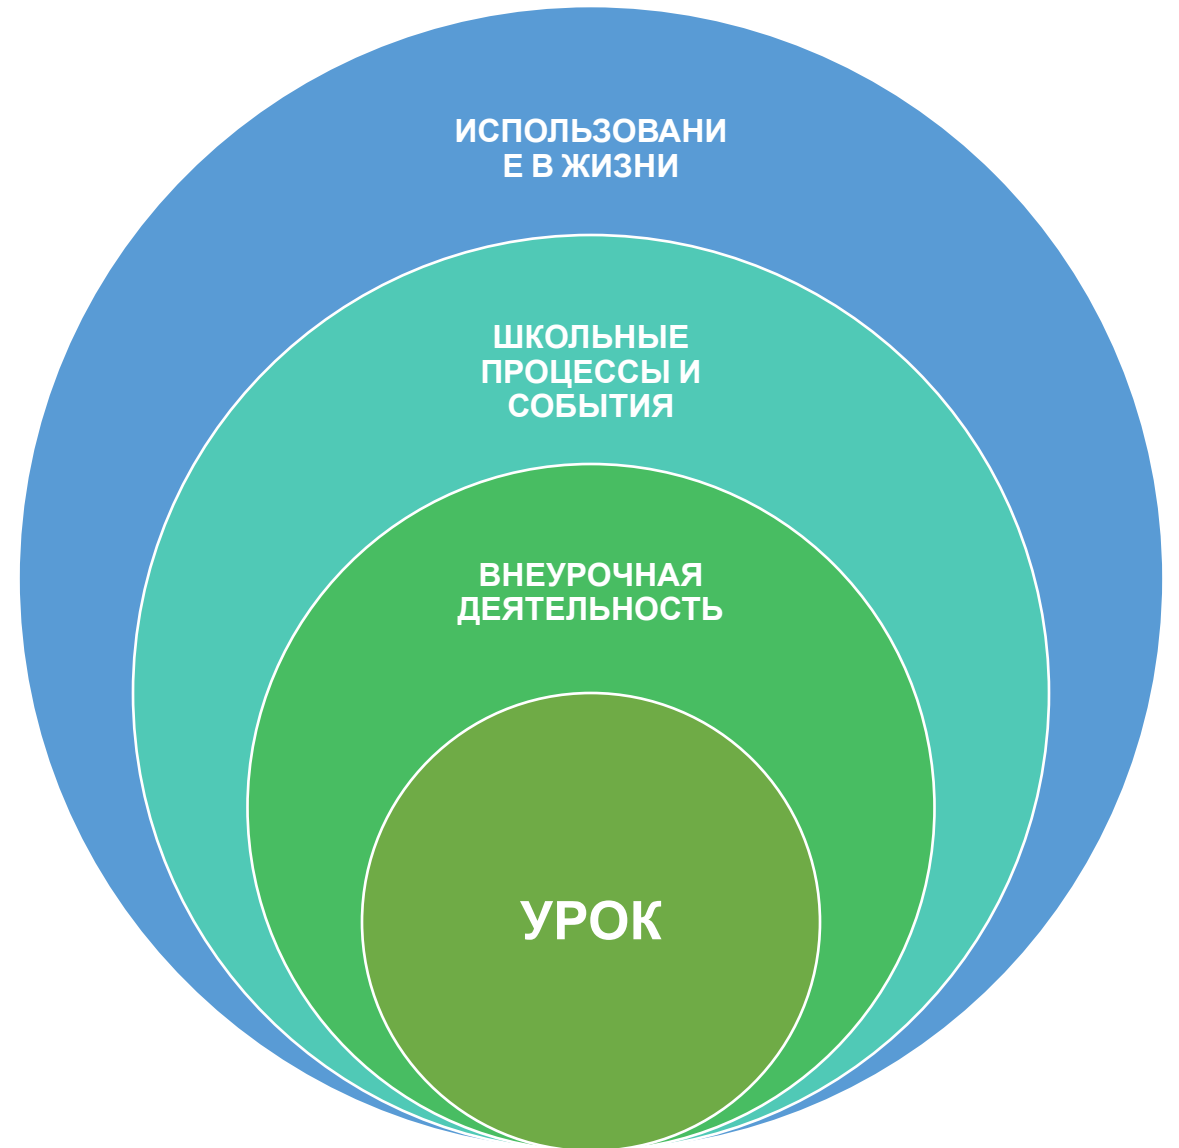 ИСПОЛЬЗОВАНИ
Е В ЖИЗНИ
ШКОЛЬНЫЕ
ПРОЦЕССЫ И
СОБЫТИЯ
ВНЕУРОЧНАЯ
ДЕЯТЕЛЬНОСТЬ
УРОК